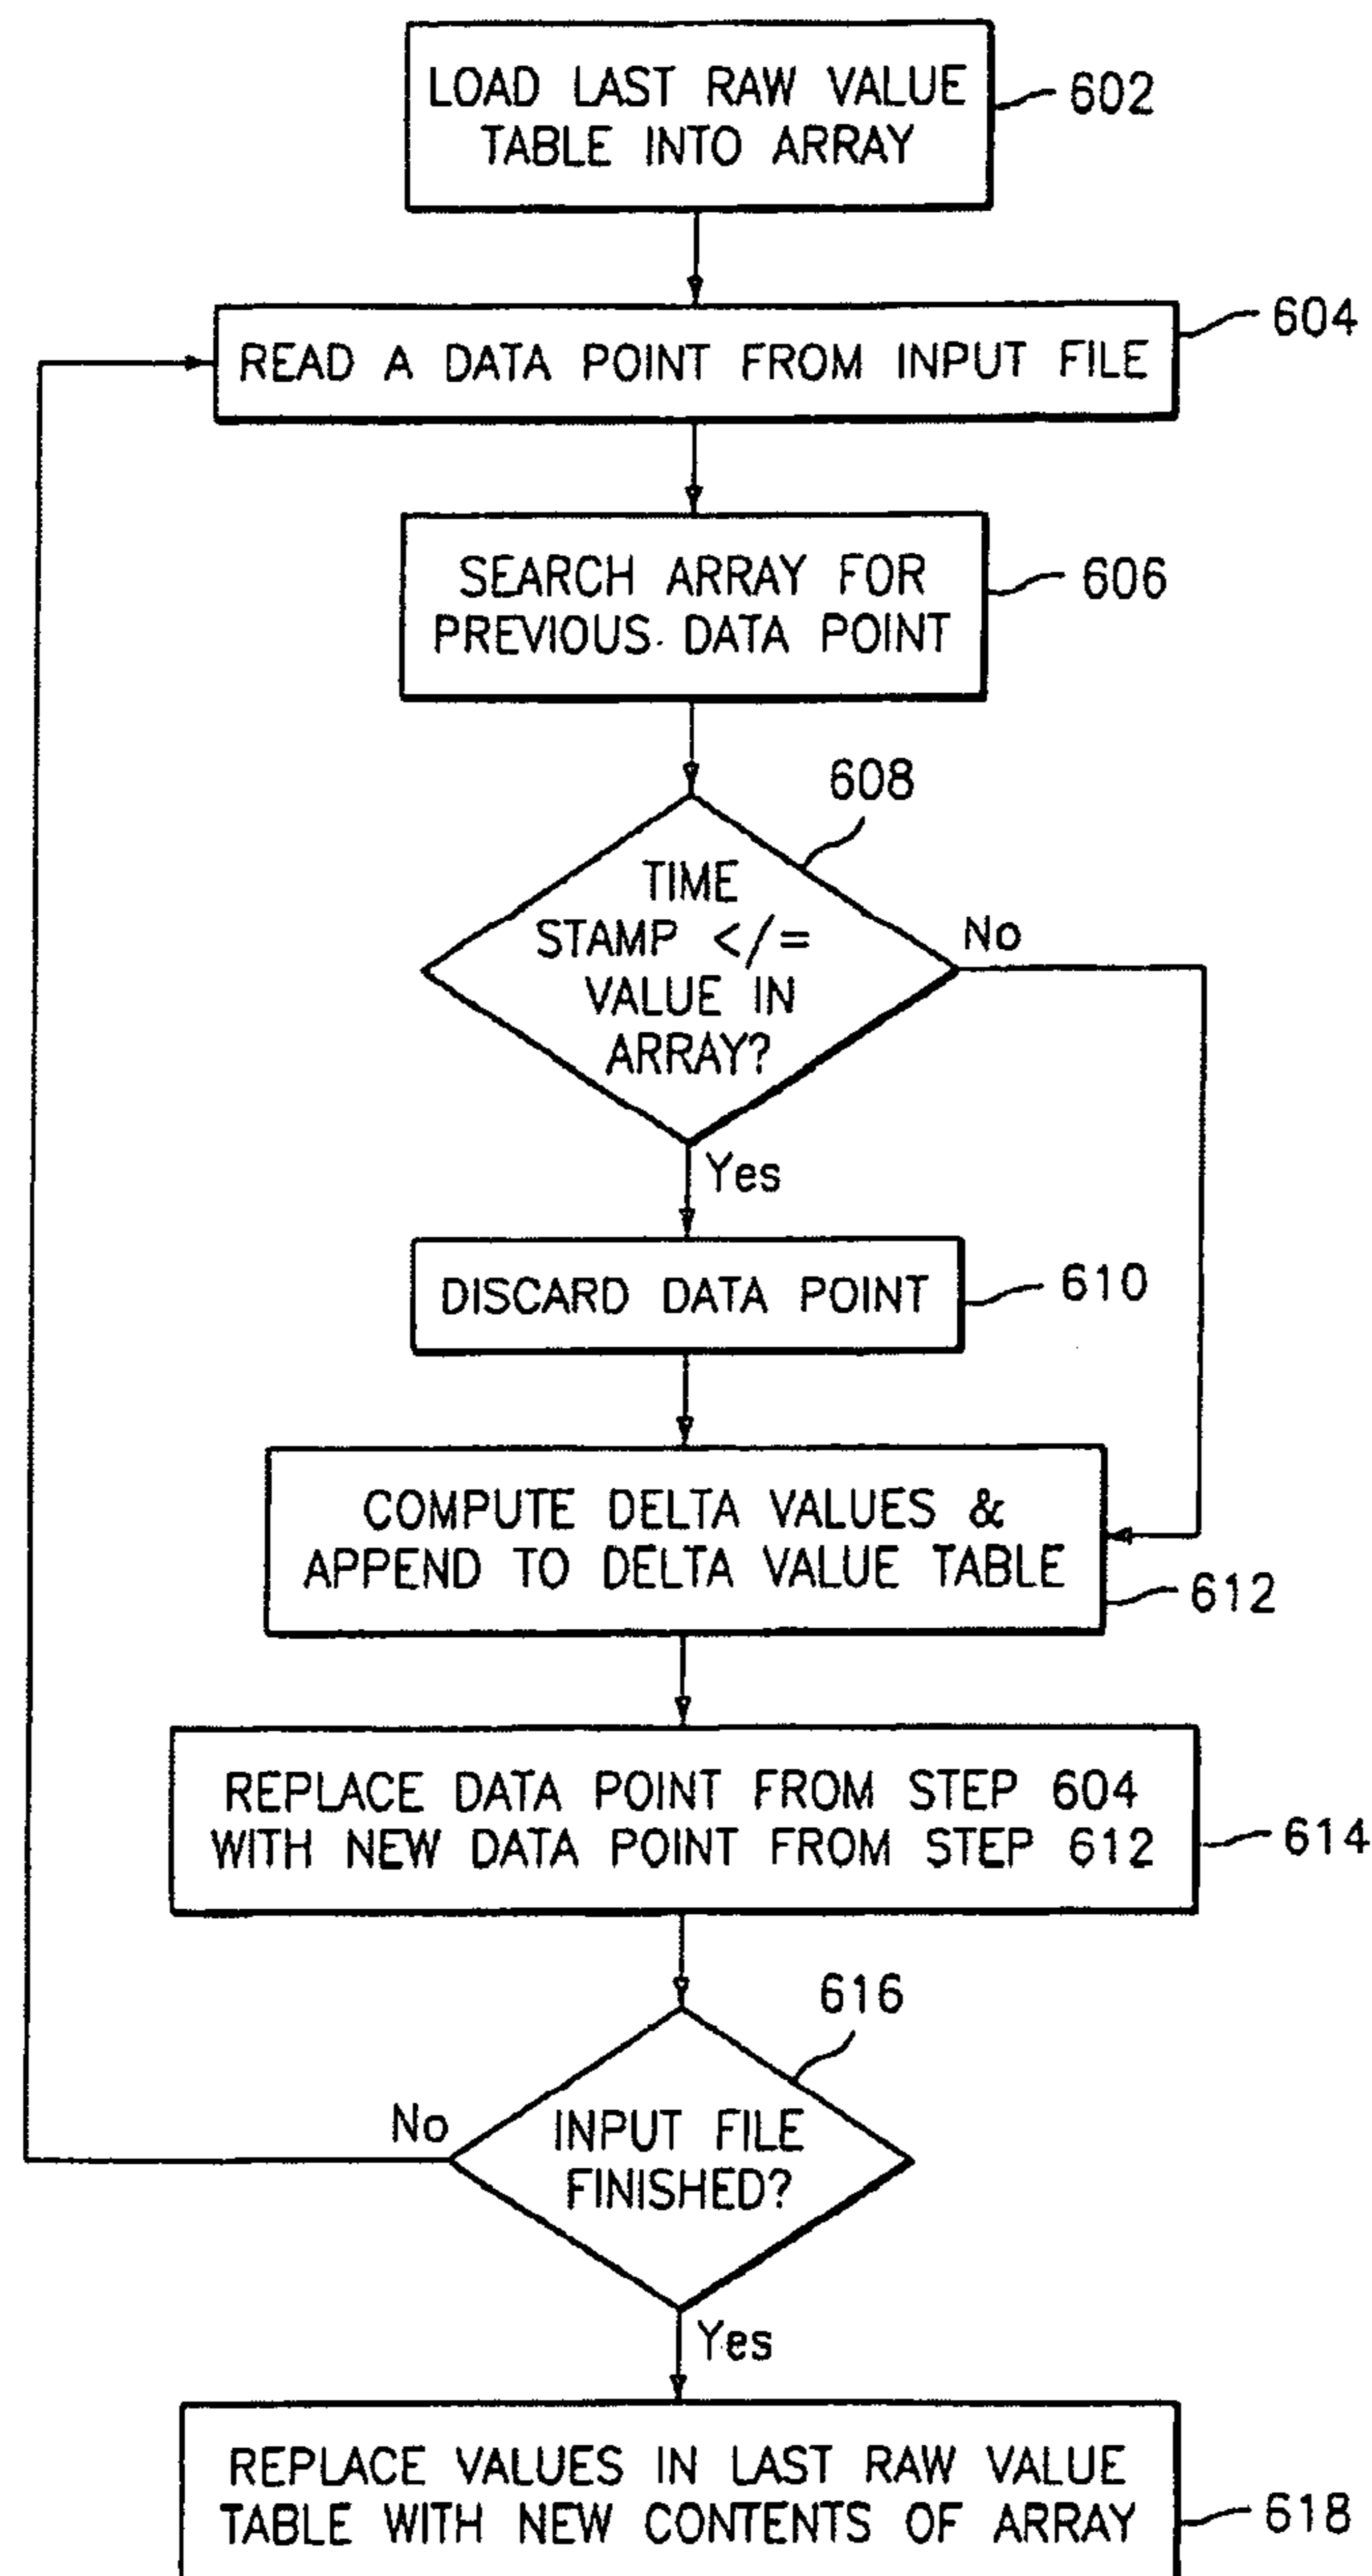 LOAD LAST RAW VALUE
TABLE INTO ARRAY
602
READ A DATA POINT FROM INPUT FILE
604
SEARCH ARRAY FOR
PREVIOUS DATA POINT
606
608
TIME
STAMP </=
VALUE IN
ARRAY?
No
Yes
DISCARD DATA POINT
610
COMPUTE DELTA VALUES &
APPEND TO DELTA VALUE TABLE
612
REPLACE DATA POINT FROM STEP 604
WITH NEW DATA POINT FROM STEP 612
614
616
INPUT FILE
FINISHED?
No
Yes
REPLACE VALUES IN LAST RAW VALUE
TABLE WITH NEW CONTENTS OF ARRAY
618